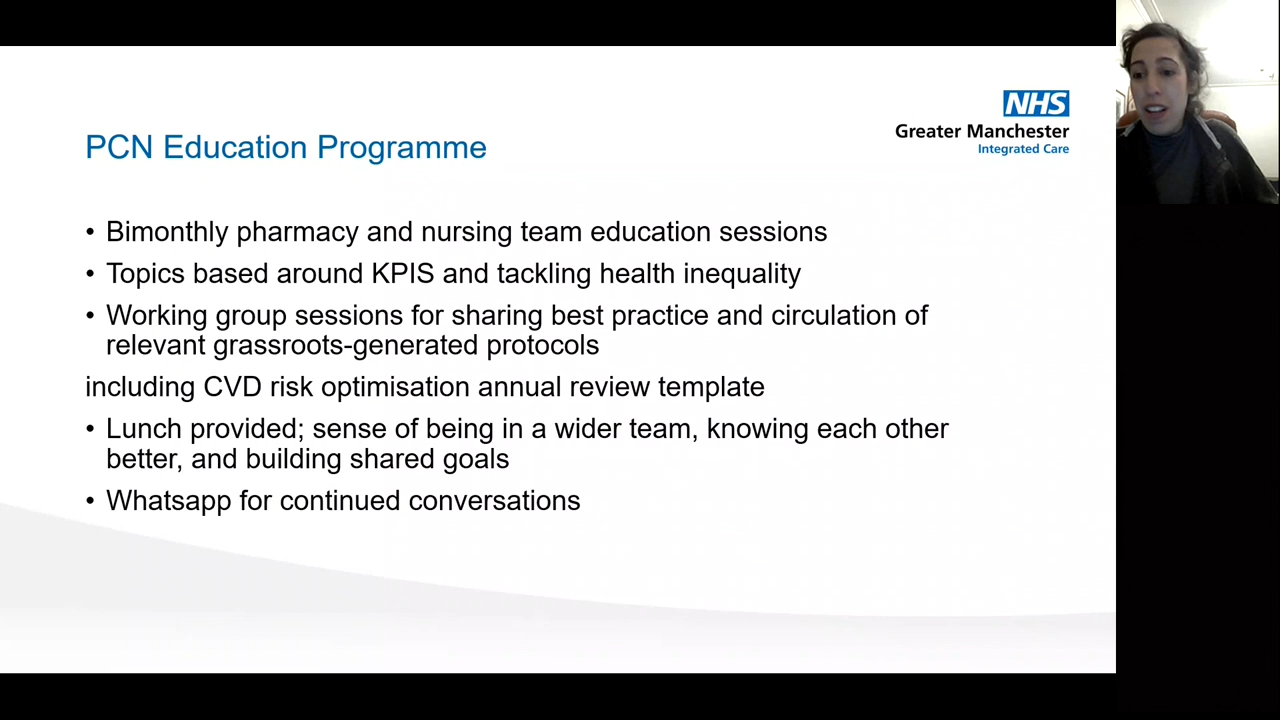 NHS
Greater Manchester
Integrated Care
PCN Education Programme
• Bimonthly pharmacy and nursing team education sessions
• Topics based around KPIS and tackling health inequality
• Working group sessions for sharing best practice and circulation of
relevant grassroots-generated protocols
including CVD risk optimisation annual review template
• Lunch provided; sense of being in a wider team, knowing each other
better, and building shared goals
• Whatsapp for continued conversations